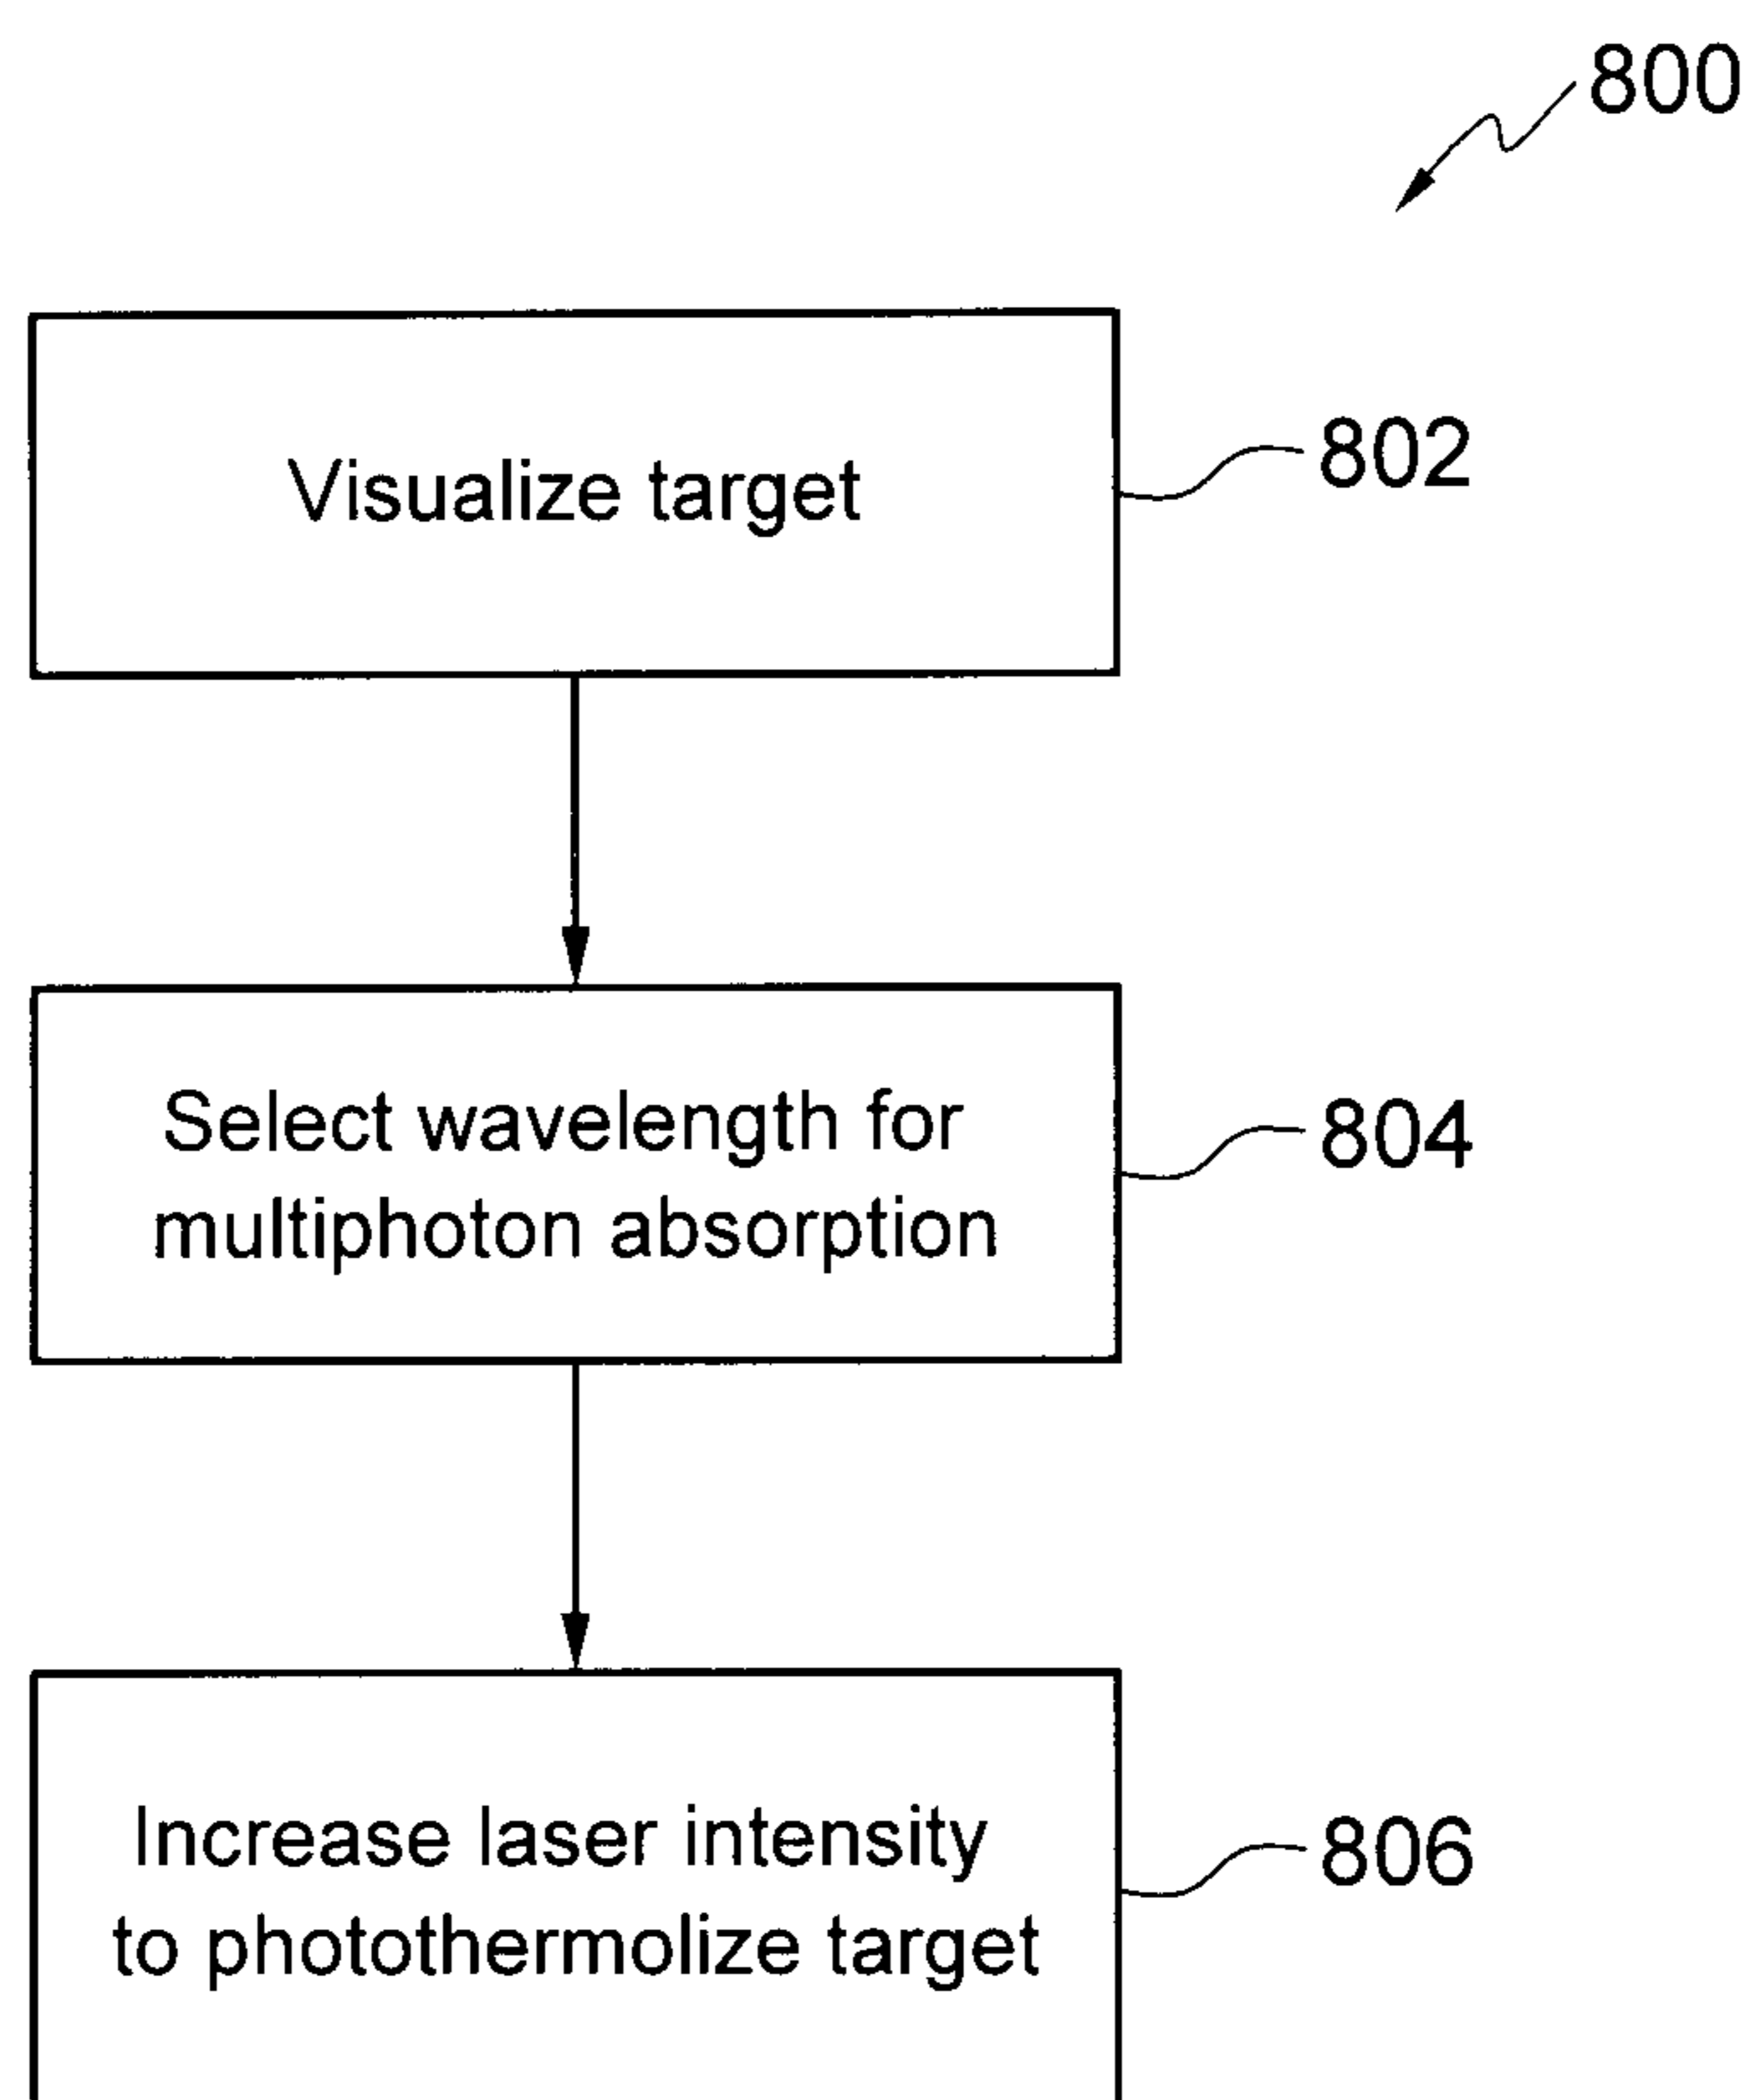 800
Visualize target
802
Select wavelength for
multiphoton absorption
804
Increase laser intensity
to photothermolize target
806